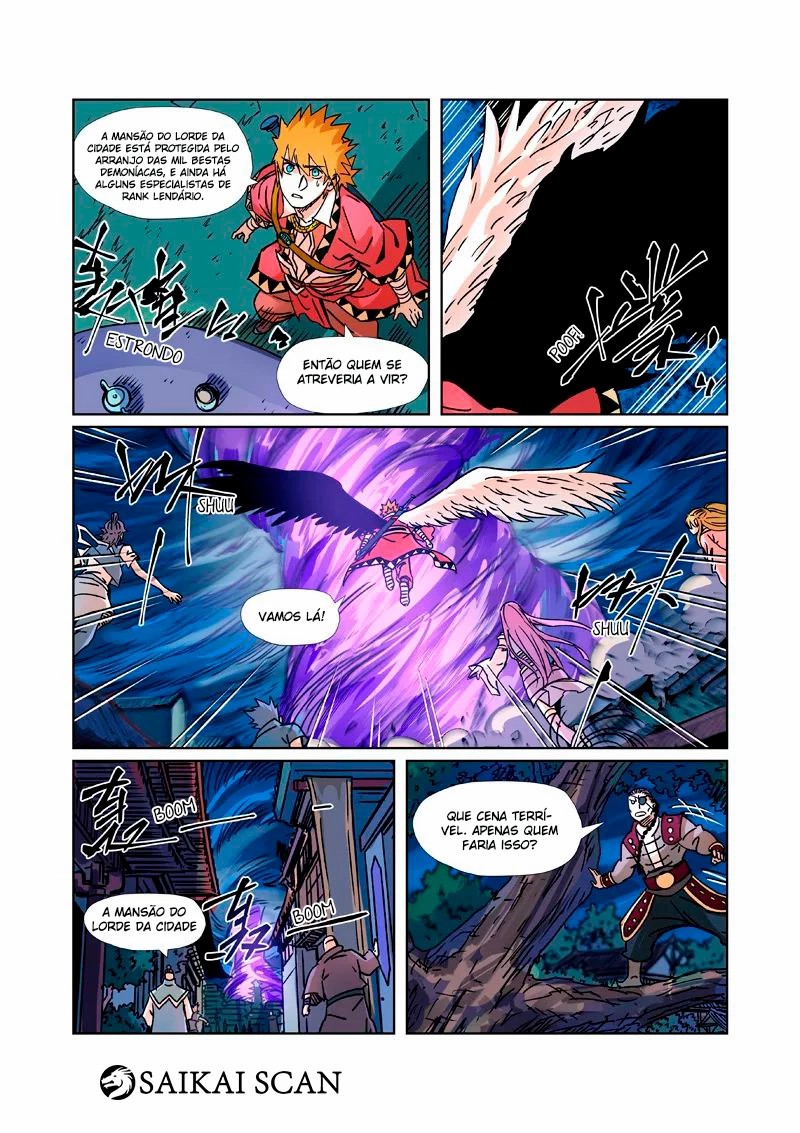 A MANSÃO DO LORDE DA
CIDADE ESTÁ PROTEGIDA PELO
ARRANJO DAS MIL BESTAS
DEMONÍACAS, E AINDA HÁ
ALGUNS ESPECIALISTAS DE
RANK LENDÁRIO.
ESTRONDO
ENTÃO QUEM SE
ATREVERIA A VIR?
POOF!
SHUU
VAMOS LÁ!
SHUU
BOOM
A MANSÃO DO
LORDE DA CIDADE
BOOM
QUE CENA TERRÍ-
VEL. APENAS QUEM
FARIA ISSO?
SAIKAI SCAN